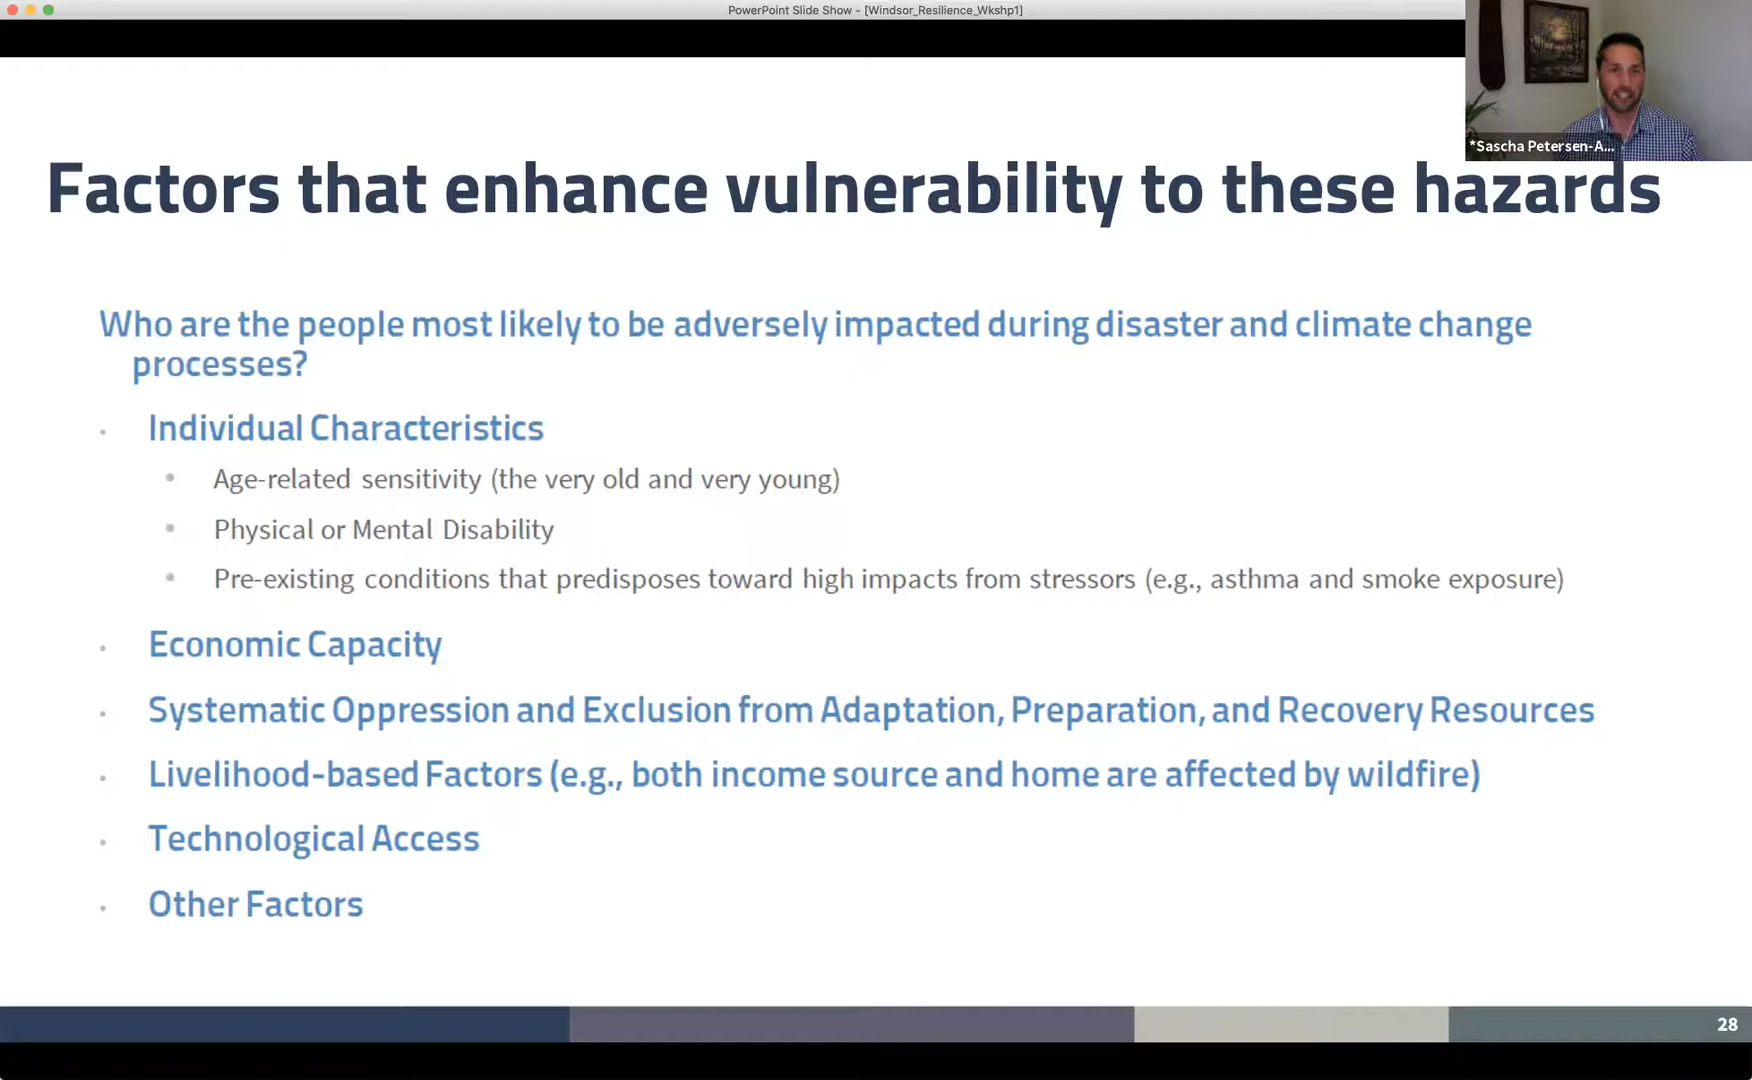 PowerPoint Slide Show - [Windsor_Resilience_Wkshp1]
*Sascha Petersen-A...
Factors that enhance vulnerability to these hazards
Who are the people most likely to be adversely impacted during disaster and climate change
processes?
Individual Characteristics
Age-related sensitivity (the very old and very young)
Physical or Mental Disability
Pre-existing conditions that predisposes toward high impacts from stressors (e.g., asthma and smoke exposure)
Economic Capacity
Systematic Oppression and Exclusion from Adaptation, Preparation, and Recovery Resources
Livelihood-based Factors (e.g., both income source and home are affected by wildfire)
Technological Access
Other Factors
28